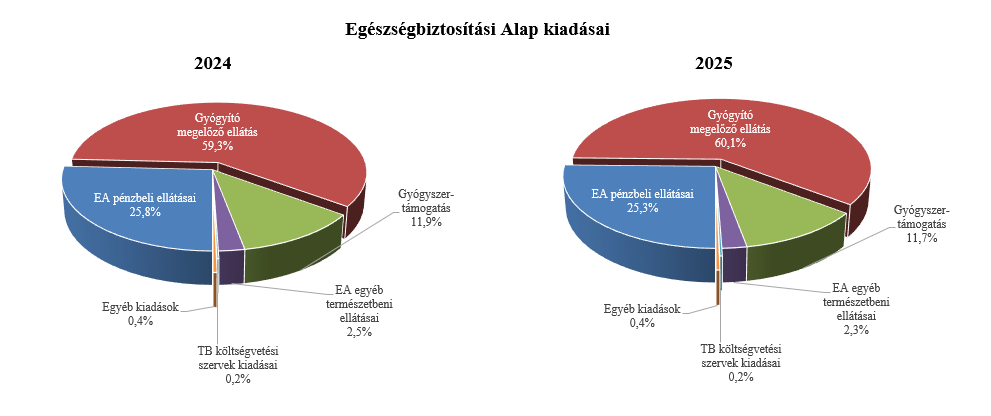 Egészségbiztosítási Alap kiadásai
2024
Gyógyító
megelőző ellátás
59,3%
EA pénzbeli ellátásai
25,8%
Gyógyszer-
támogatás
11,9%
EA egyéb
természetbeni
ellátásai
2,5%
Egyéb kiadások
0,4%
TB költségvetési
szervek kiadásai
0,2%
2025
Gyógyító
megelőző ellátás
60,1%
EA pénzbeli ellátásai
25,3%
Gyógyszer-
támogatás
11,7%
EA egyéb
természetbeni
ellátásai
2,3%
Egyéb kiadások
0,4%
TB költségvetési
szervek kiadásai
0,2%